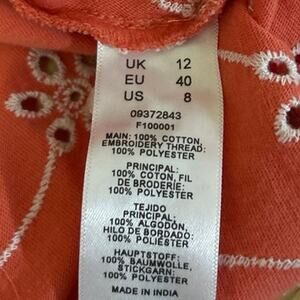 UK 12
EU 40
US 8
09372843
F100001
MAIN: 100% COTTON,
EMBROIDERY THREAD:
100% POLYESTER
PRINCIPAL:
100% COTON, FIL
DE BRODERIE:
100% POLYESTER
TEJIDO
PRINCIPAL:
100% ALGODÓN,
HILO DE BORDADO:
100% POLIÉSTER
HAUPTSTOFF:
100% BAUMWOLLE,
STICKGARN:
100% POLYESTER
MADE IN INDIA